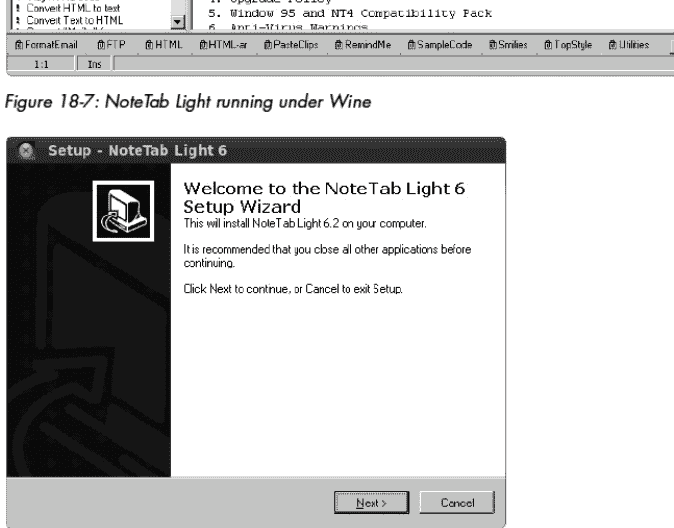 Convert HTML to text
Convert Text to HTML
4. Upgrade Policy
5. Window 95 and NT4 Compatibility Pack
6. Anti-Virus Warnings
FormatEmail FTP HTML HTML-ar PasteClips RemindMe SampleCode Smilies TopStyle Utilities
1:1 Ins
Figure 18-7: NoteTab Light running under Wine
Setup - NoteTab Light 6
Welcome to the NoteTab Light 6
Setup Wizard
This will install NoteTab Light 6.2 on your computer.
It is recommended that you close all other applications before
continuing.
Click Next to continue, or Cancel to exit Setup.
Next > Cancel